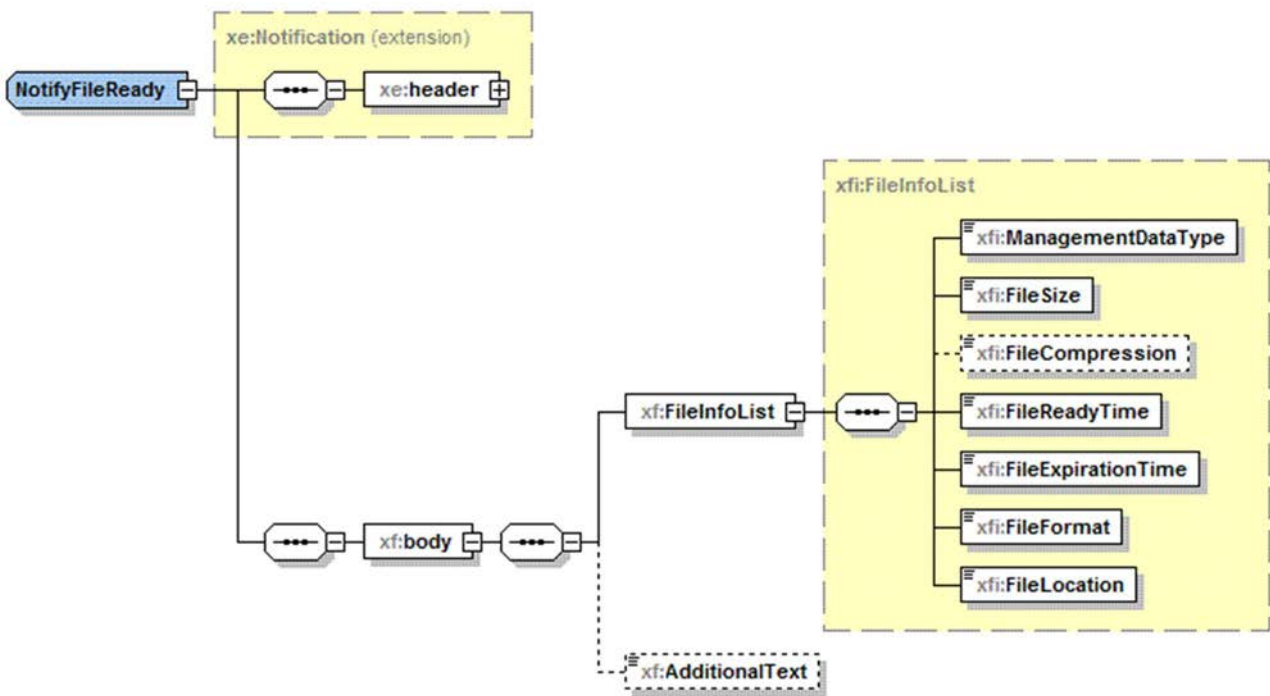 xe:Notification (extension)
NotifyFileReady
xe:header
xfi:FileInfoList
xfi:ManagementDataType
xfi:FileSize
xfi:FileCompression
xf:FileInfoList
xfi:FileReadyTime
xfi:FileExpirationTime
xfi:FileFormat
xf:body
xfi:FileLocation
xf:AdditionalText